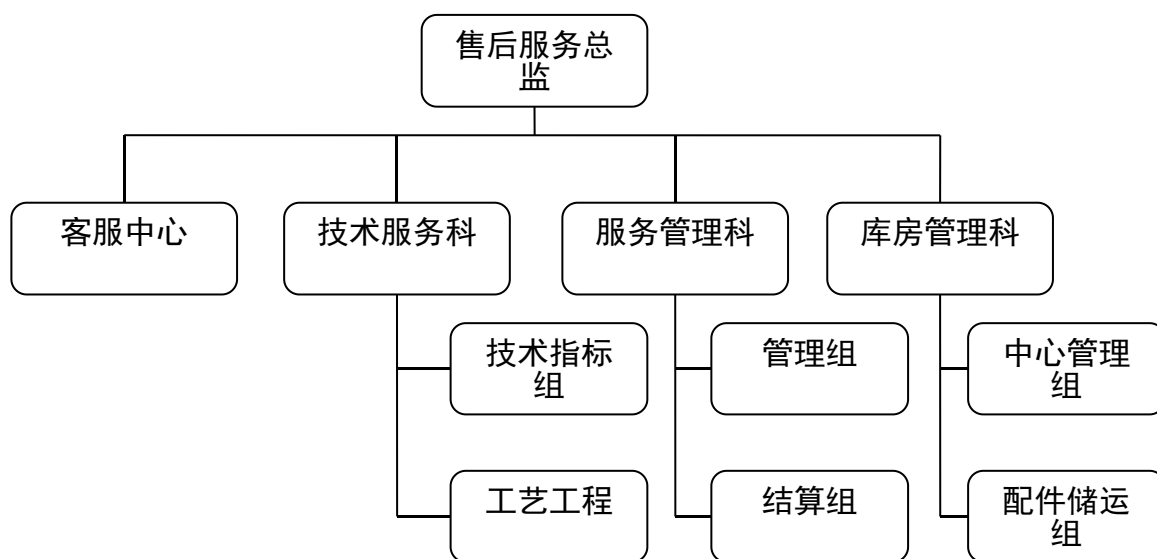 售后服务总
监
客服中心
技术服务科
服务管理科
库房管理科
技术指标
组
管理组
中心管理
组
工艺工程
结算组
配件储运
组